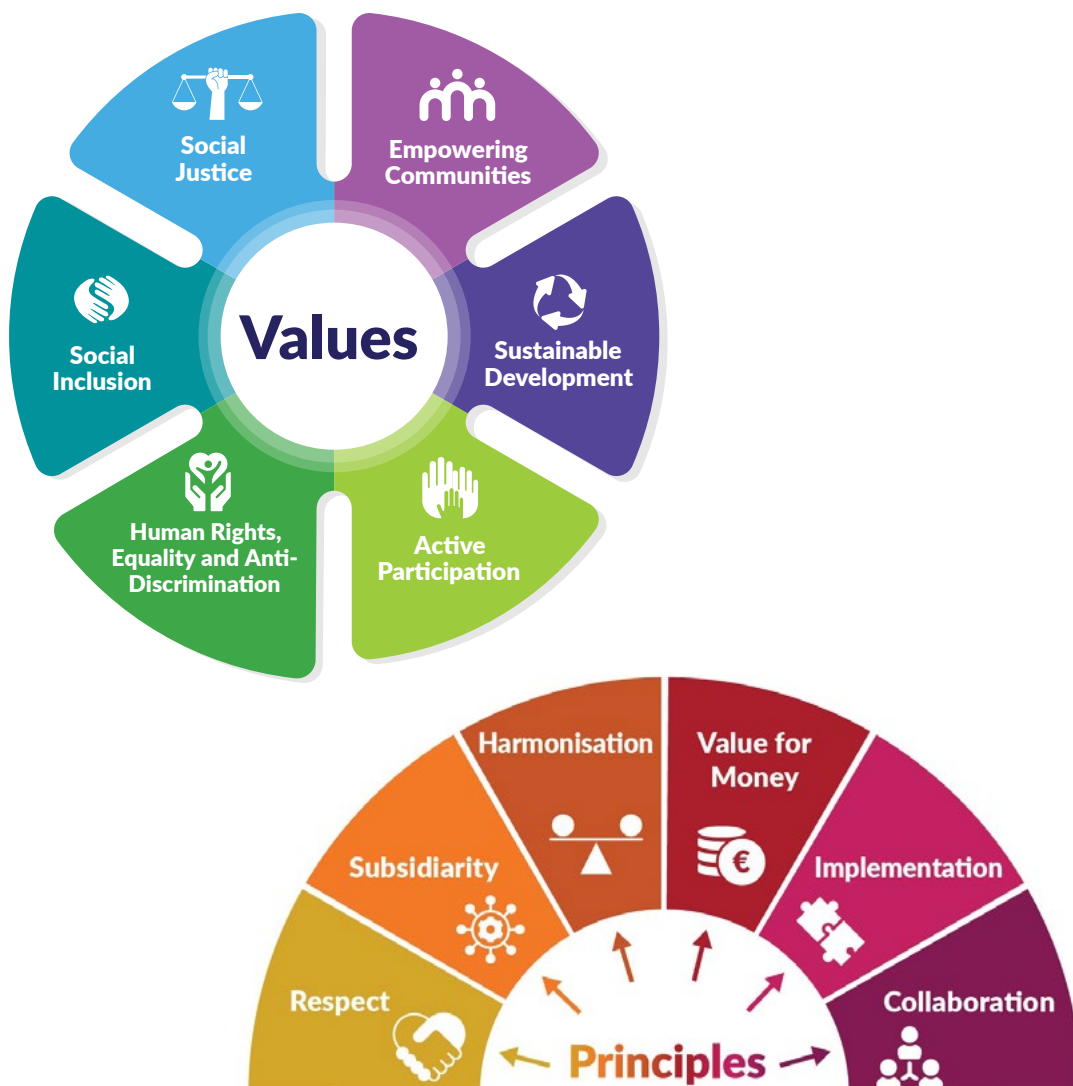 Social
Justice
Empowering
Communities
Social
Inclusion
Values
Sustainable
Development
Human Rights,
Equality and Anti-
Discrimination
Active
Participation
Harmonisation
Value for
Money
€
Subsidiarity
Implementation
Respect
Collaboration
Principles